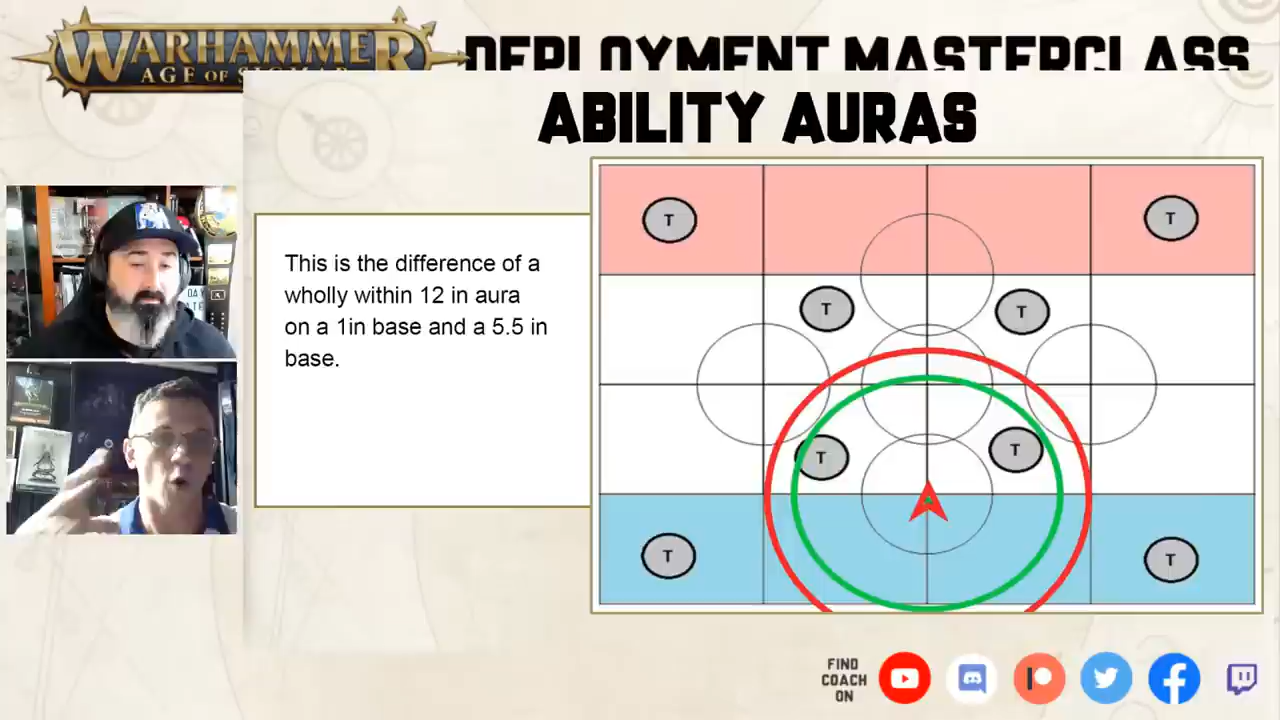 WARHAMMER
AGE OF SIGMAR
DEPLOYMENT MASTERCLASS
ABILITY AURAS
This is the difference of a
wholly within 12 in aura
on a 1in base and a 5.5 in
base.
T
T
T
T
T
T
T
T
FIND
COACH
ON